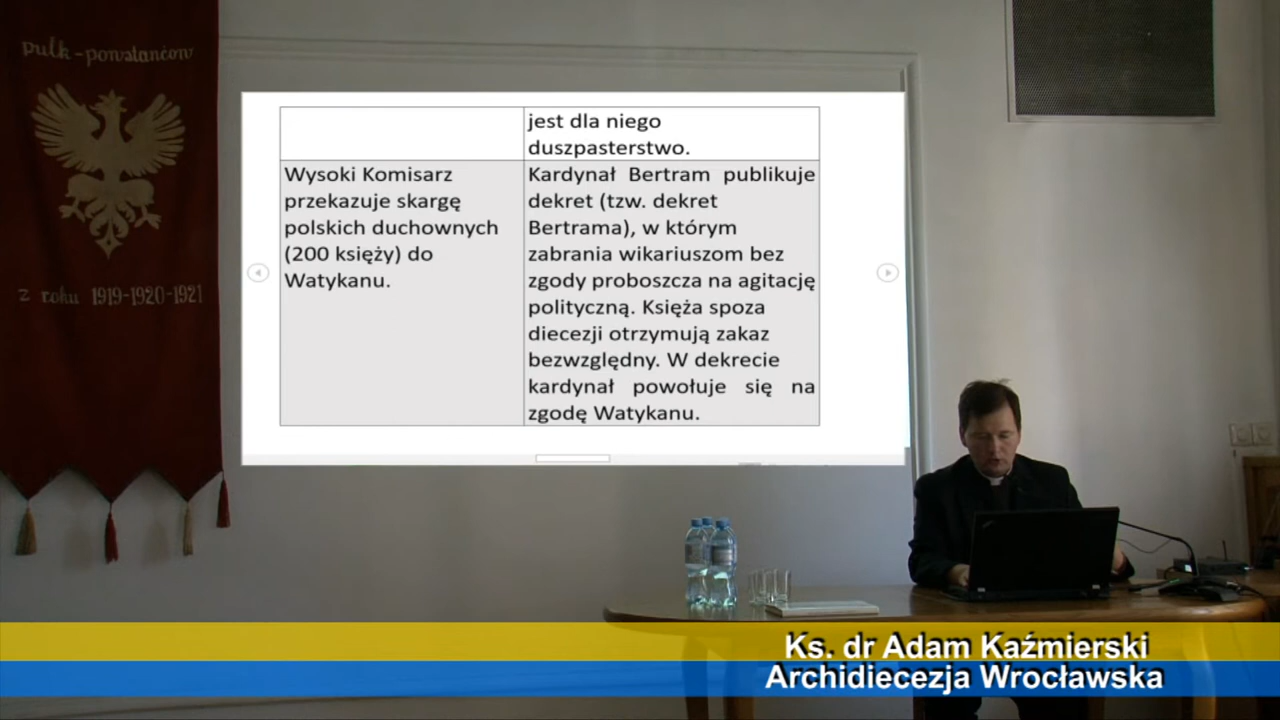 pułk-powstańców
z roku 1919-1920-1921
jest dla niego
duszpasterstwo.
Wysoki Komisarz
przekazuje skargę
polskich duchownych
(200 księży) do
Watykanu.
Kardynał Bertram publikuje
dekret (tzw. dekret
Bertrama), w którym
zabrania wikariuszom bez
zgody proboszcza na agitację
polityczną. Księża spoza
diecezji otrzymują zakaz
bezwzględny. W dekrecie
kardynał powołuje się na
zgodę Watykanu.
Ks. dr Adam Kaźmierski
Archidiecezja Wrocławska